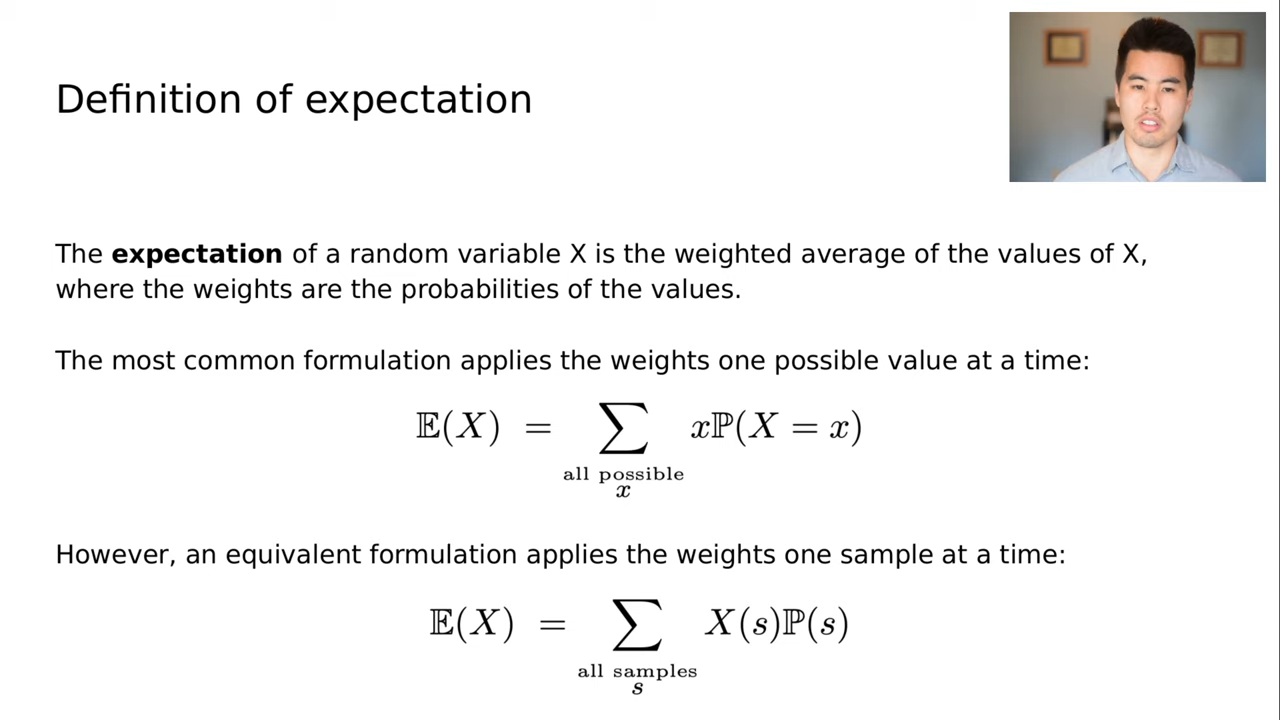 Definition of expectation
The expectation of a random variable X is the weighted average of the values of X,
where the weights are the probabilities of the values.
The most common formulation applies the weights one possible value at a time:
𝔼(X) = ∑ xℙ(X = x)
all possible
x
However, an equivalent formulation applies the weights one sample at a time:
𝔼(X) = ∑ X(s)ℙ(s)
all samples
s